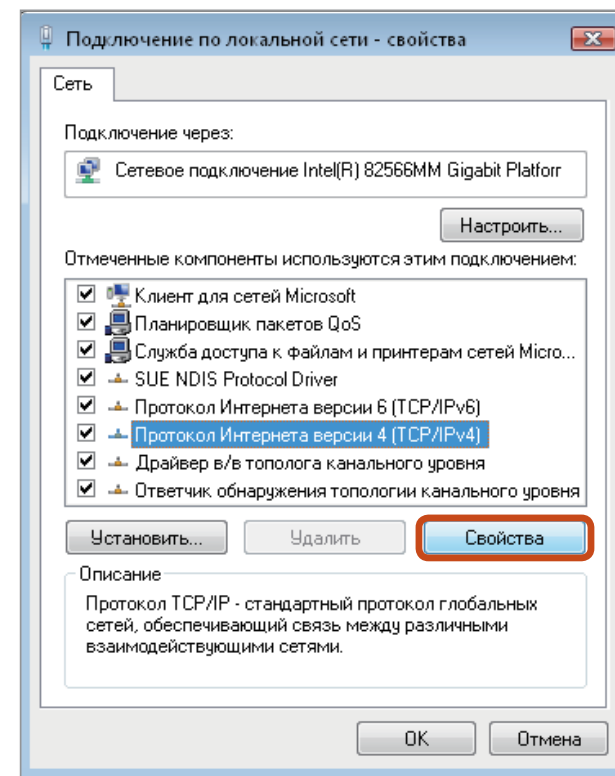 Подключение по локальной сети - свойства
Сеть
Подключение через:
Сетевое подключение Intel(R) 82566MM Gigabit Platforr
Настроить...
Отмеченные компоненты используются этим подключением:
Клиент для сетей Microsoft
Планировщик пакетов QoS
Служба доступа к файлам и принтерам сетей Micro...
SUE NDIS Protocol Driver
Протокол Интернета версии 6 (TCP/IPv6)
Протокол Интернета версии 4 (TCP/IPv4)
Драйвер в/в тополога канального уровня
Ответчик обнаружения топологии канального уровня
Установить...
Удалить
Свойства
Описание
Протокол TCP/IP - стандартный протокол глобальных
сетей, обеспечивающий связь между различными
взаимодействующими сетями.
OK
Отмена